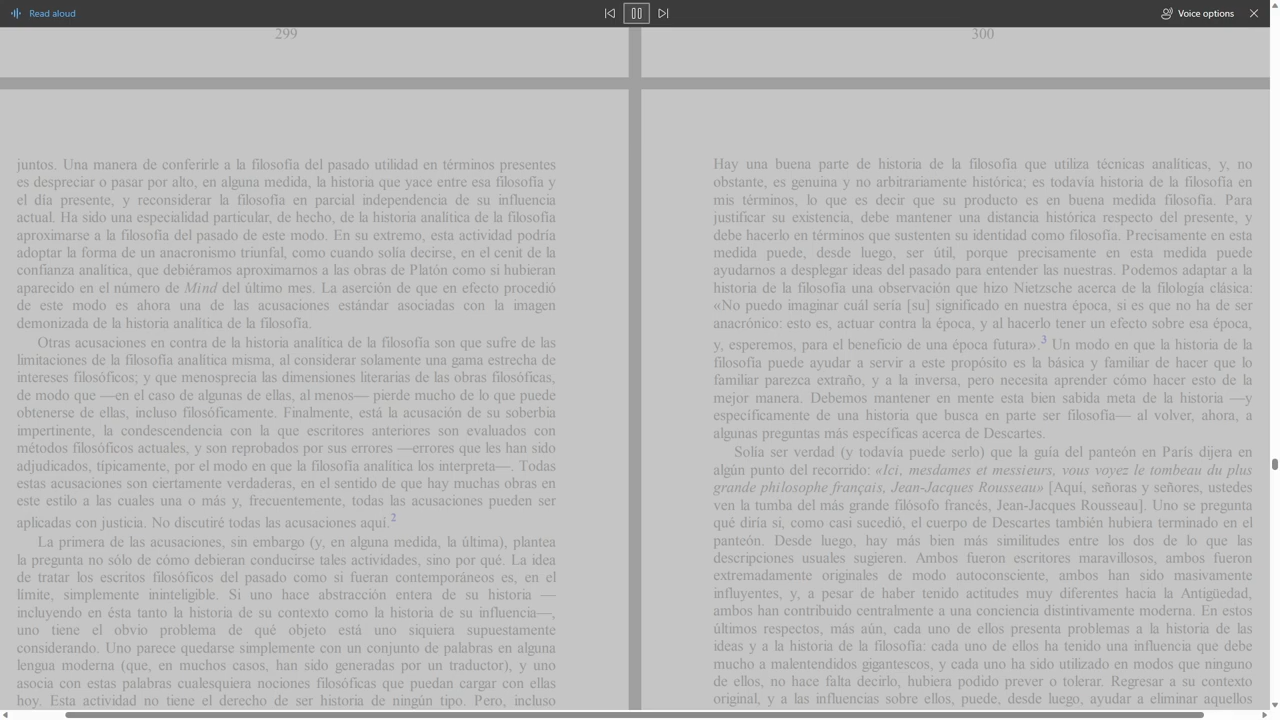 Read aloud
Voice options
299
juntos. Una manera de conferirle a la filosofía del pasado utilidad en términos presentes
es despreciar o pasar por alto, en alguna medida, la historia que yace entre esa filosofía y
el día presente, y reconsiderar la filosofía en parcial independencia de su influencia
actual. Ha sido una especialidad particular, de hecho, de la historia analítica de la filosofía
aproximarse a la filosofía del pasado de este modo. En su extremo, esta actividad podría
adoptar la forma de un anacronismo triunfal, como cuando solía decirse, en el cenit de la
confianza analítica, que debiéramos aproximarnos a las obras de Platón como si hubieran
aparecido en el número de Mind del último mes. La aserción de que en efecto procedió
de este modo es ahora una de las acusaciones estándar asociadas con la imagen
demonizada de la historia analítica de la filosofía.
Otras acusaciones en contra de la historia analítica de la filosofía son que sufre de las
limitaciones de la filosofía analítica misma, al considerar solamente una gama estrecha de
intereses filosóficos; y que menosprecia las dimensiones literarias de las obras filosóficas,
de modo que —en el caso de algunas de ellas, al menos— pierde mucho de lo que puede
obtenerse de ellas, incluso filosóficamente. Finalmente, está la acusación de su soberbia
impertinente, la condescendencia con la que escritores anteriores son evaluados con
métodos filosóficos actuales, y son reprobados por sus errores —errores que les han sido
adjudicados, típicamente, por el modo en que la filosofía analítica los interpreta—. Todas
estas acusaciones son ciertamente verdaderas, en el sentido de que hay muchas obras en
este estilo a las cuales una o más y, frecuentemente, todas las acusaciones pueden ser
aplicadas con justicia. No discutiré todas las acusaciones aquí.2
La primera de las acusaciones, sin embargo (y, en alguna medida, la última), plantea
la pregunta no sólo de cómo debieran conducirse tales actividades, sino por qué. La idea
de tratar los escritos filosóficos del pasado como si fueran contemporáneos es, en el
límite, simplemente ininteligible. Si uno hace abstracción entera de su historia —
incluyendo en ésta tanto la historia de su contexto como la historia de su influencia—,
uno tiene el obvio problema de qué objeto está uno siquiera supuestamente
considerando. Uno parece quedarse simplemente con un conjunto de palabras en alguna
lengua moderna (que, en muchos casos, han sido generadas por un traductor), y uno
asocia con estas palabras cualesquiera nociones filosóficas que puedan cargar con ellas
hoy. Esta actividad no tiene el derecho de ser historia de ningún tipo. Pero, incluso
300
Hay una buena parte de historia de la filosofía que utiliza técnicas analíticas, y, no
obstante, es genuina y no arbitrariamente histórica; es todavía historia de la filosofía en
mis términos, lo que es decir que su producto es en buena medida filosofía. Para
justificar su existencia, debe mantener una distancia histórica respecto del presente, y
debe hacerlo en términos que sustenten su identidad como filosofía. Precisamente en esta
medida puede, desde luego, ser útil, porque precisamente en esta medida puede
ayudarnos a desplegar ideas del pasado para entender las nuestras. Podemos adaptar a la
historia de la filosofía una observación que hizo Nietzsche acerca de la filología clásica:
«No puedo imaginar cuál sería [su] significado en nuestra época, si es que no ha de ser
anacrónico: esto es, actuar contra la época, y al hacerlo tener un efecto sobre esa época,
y, esperemos, para el beneficio de una época futura».3 Un modo en que la historia de la
filosofía puede ayudar a servir a este propósito es la básica y familiar de hacer que lo
familiar parezca extraño, y a la inversa, pero necesita aprender cómo hacer esto de la
mejor manera. Debemos mantener en mente esta bien sabida meta de la historia —y
específicamente de una historia que busca en parte ser filosofía— al volver, ahora, a
algunas preguntas más específicas acerca de Descartes.
Solía ser verdad (y todavía puede serlo) que la guía del panteón en París dijera en
algún punto del recorrido: «Ici, mesdames et messieurs, vous voyez le tombeau du plus
grande philosophe français, Jean-Jacques Rousseau» [Aquí, señoras y señores, ustedes
ven la tumba del más grande filósofo francés, Jean-Jacques Rousseau]. Uno se pregunta
qué diría si, como casi sucedió, el cuerpo de Descartes también hubiera terminado en el
panteón. Desde luego, hay más bien más similitudes entre los dos de lo que las
descripciones usuales sugieren. Ambos fueron escritores maravillosos, ambos fueron
extremadamente originales de modo autoconsciente, ambos han sido masivamente
influyentes, y, a pesar de haber tenido actitudes muy diferentes hacia la Antigüedad,
ambos han contribuido centralmente a una conciencia distintivamente moderna. En estos
últimos respectos, más aún, cada uno de ellos presenta problemas a la historia de las
ideas y a la historia de la filosofía: cada uno de ellos ha tenido una influencia que debe
mucho a malentendidos gigantescos, y cada uno ha sido utilizado en modos que ninguno
de ellos, no hace falta decirlo, hubiera podido prever o tolerar. Regresar a su contexto
original, y a las influencias sobre ellos, puede, desde luego, ayudar a eliminar aquellos